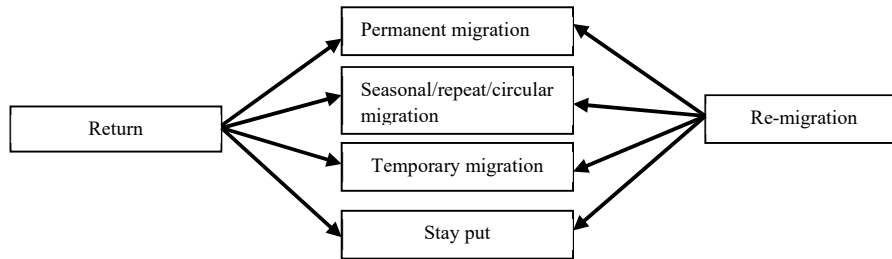 Permanent migration
Seasonal/repeat/circular
migration
Return
Re-migration
Temporary migration
Stay put